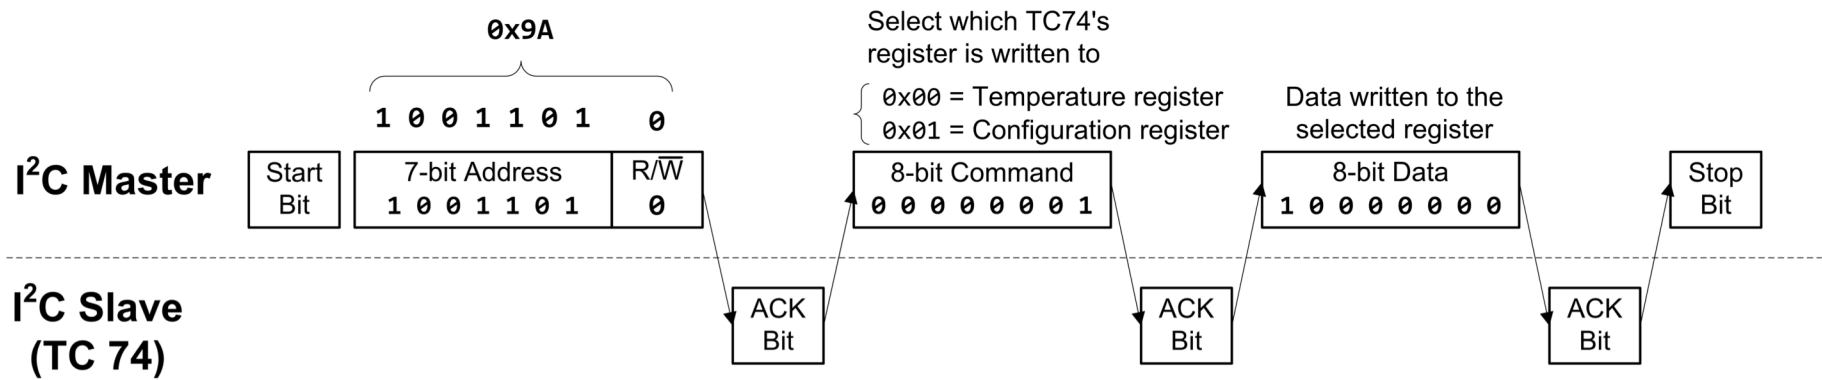 0x9A
1 0 0 1 1 0 1 0
Select which TC74's
register is written to
0x00 = Temperature register
0x01 = Configuration register
Data written to the
selected register
I²C Master
Start
Bit
7-bit Address
1 0 0 1 1 0 1
R/W̅
0
8-bit Command
0 0 0 0 0 0 0 1
8-bit Data
1 0 0 0 0 0 0 0
Stop
Bit
I²C Slave
(TC 74)
ACK
Bit
ACK
Bit
ACK
Bit